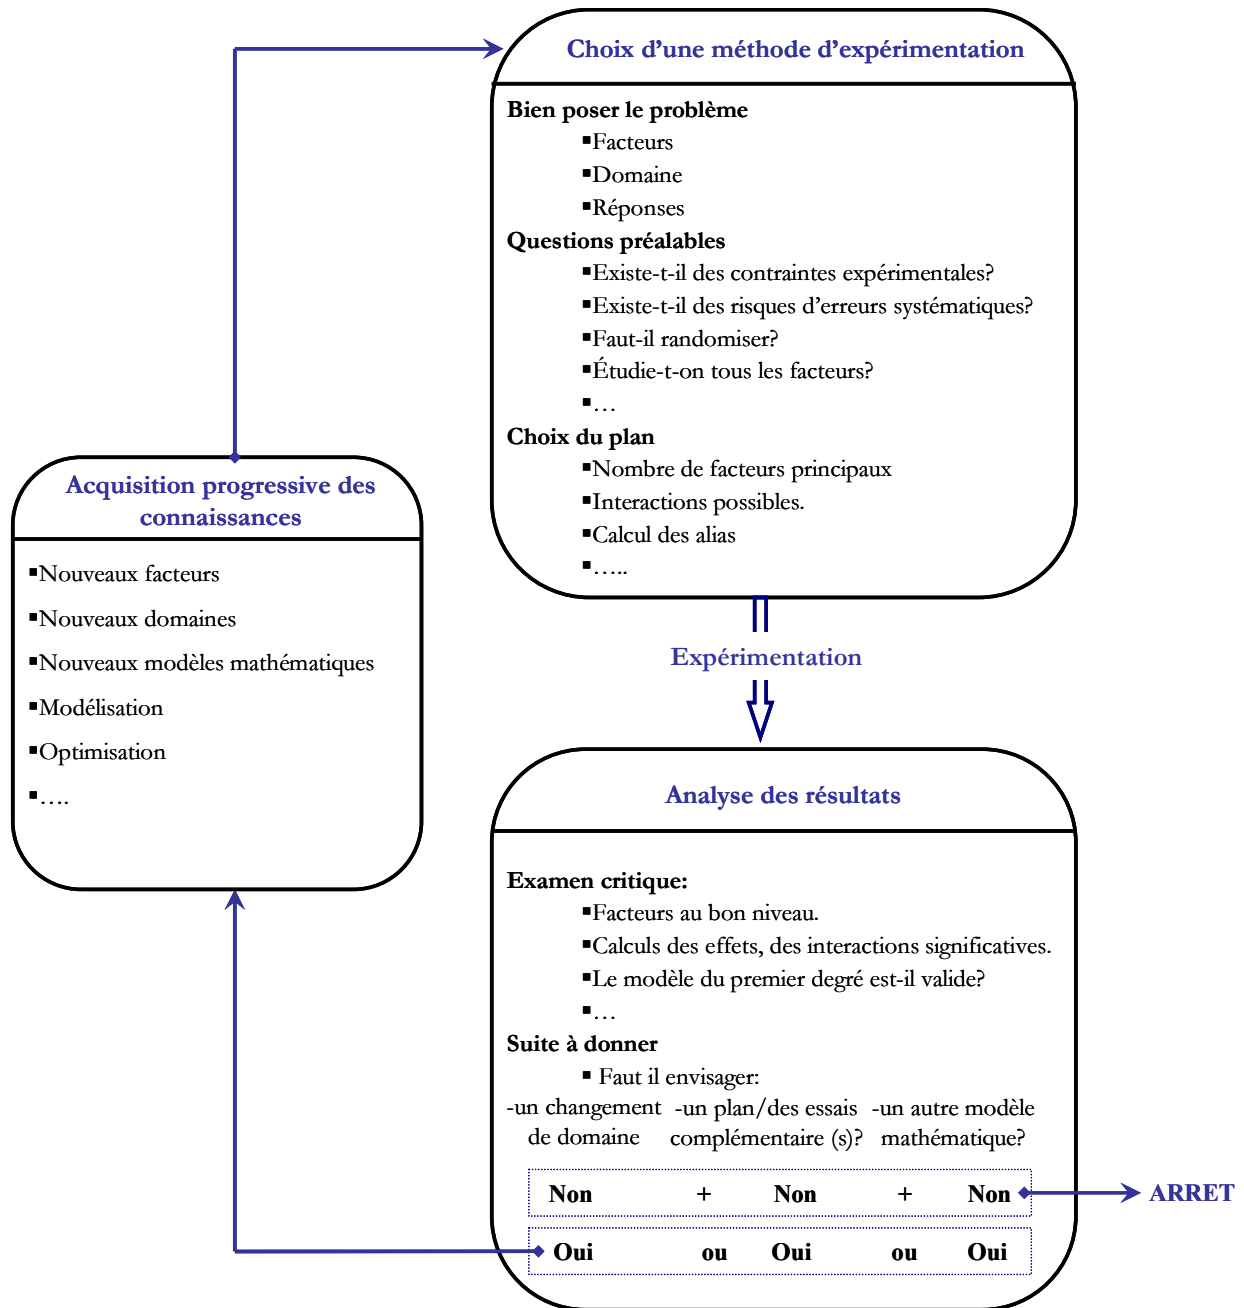 Choix d’une méthode d’expérimentation
Bien poser le problème
▪Facteurs
▪Domaine
▪Réponses
Questions préalables
▪Existe-t-il des contraintes expérimentales?
▪Existe-t-il des risques d’erreurs systématiques?
▪Faut-il randomiser?
▪Étudie-t-on tous les facteurs?
▪…
Choix du plan
▪Nombre de facteurs principaux
▪Interactions possibles.
▪Calcul des alias
▪…..
Acquisition progressive des
connaissances
▪Nouveaux facteurs
▪Nouveaux domaines
▪Nouveaux modèles mathématiques
▪Modélisation
▪Optimisation
▪….
Expérimentation
Analyse des résultats
Examen critique:
▪Facteurs au bon niveau.
▪Calculs des effets, des interactions significatives.
▪Le modèle du premier degré est-il valide?
▪…
Suite à donner
▪ Faut il envisager:
-un changement -un plan/des essais -un autre modèle
de domaine complémentaire (s)? mathématique?
Non + Non + Non
ARRET
Oui ou Oui ou Oui